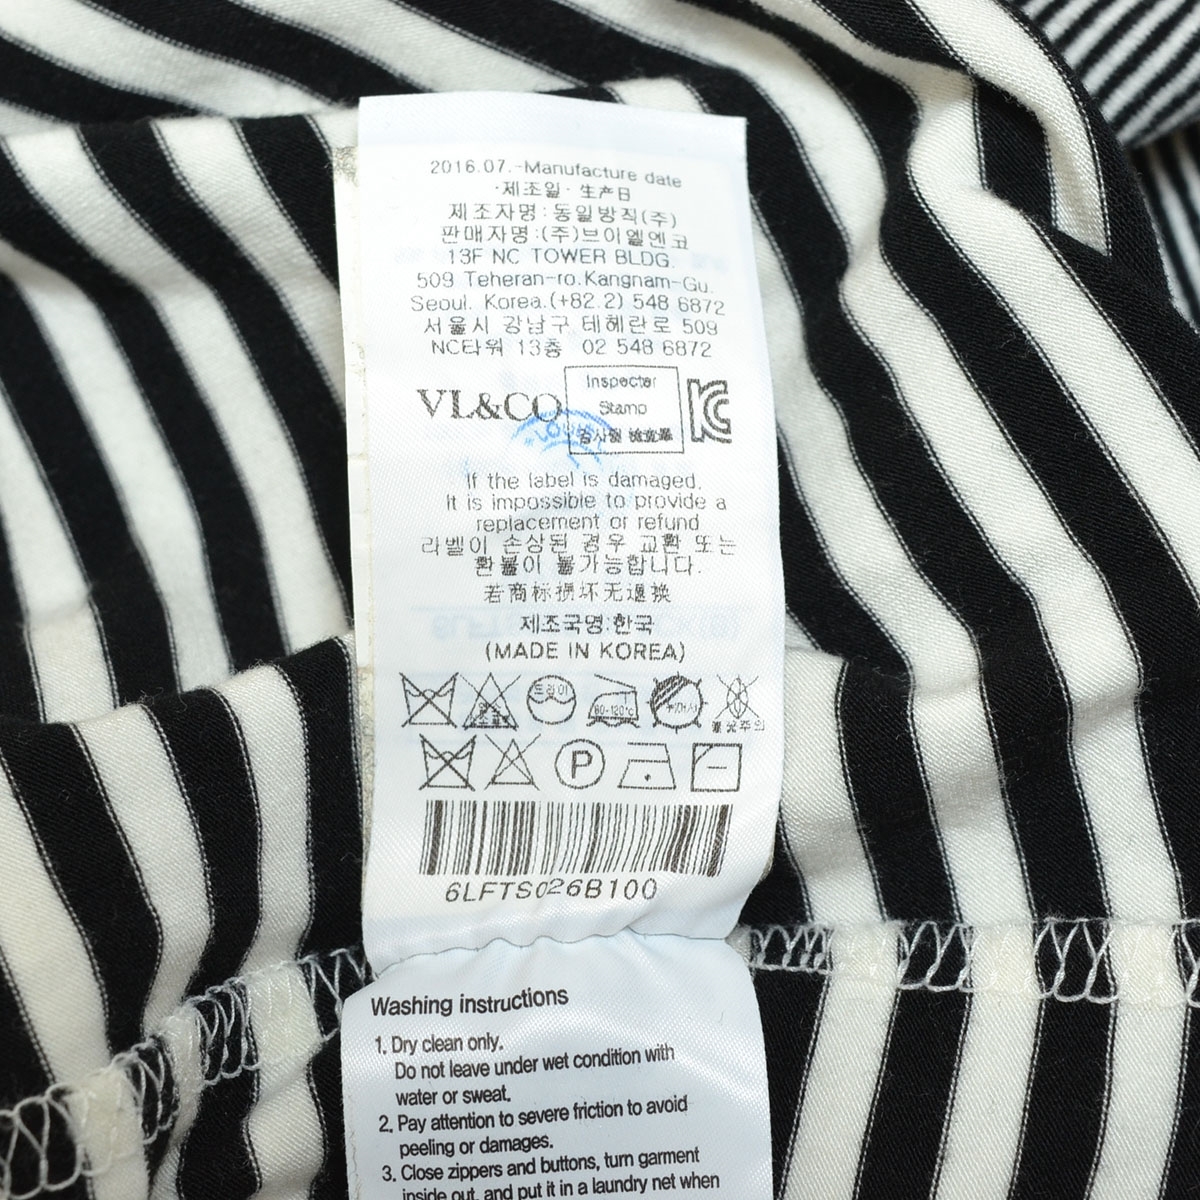 2016.07.-Manufacture date
·제조일· 生产日
제조자명:동일방직(주)
판매자명:(주)브이엘엔코
13F NC TOWER BLDG.
509 Teheran-ro.Kangnam-Gu.
Seoul. Korea.(+82.2) 548 6872
서울시 강남구 테헤란로 509
NC타워 13층 02 548 6872
VL&CO
Inspecter
Stamp
검사원
If the label is damaged,
It is impossible to provide a
replacement or refund
라벨이 손상된 경우 교환 또는
환불이 불가능합니다.
若商标损坏无退换
제조국명:한국
(MADE IN KOREA)
드라이
80-120℃
P
6LFTS026B100
Washing instructions
1. Dry clean only.
Do not leave under wet condition with
water or sweat.
2. Pay attention to severe friction to avoid
peeling or damages.
3. Close zippers and buttons, turn garment
inside out, and put it in a laundry net when